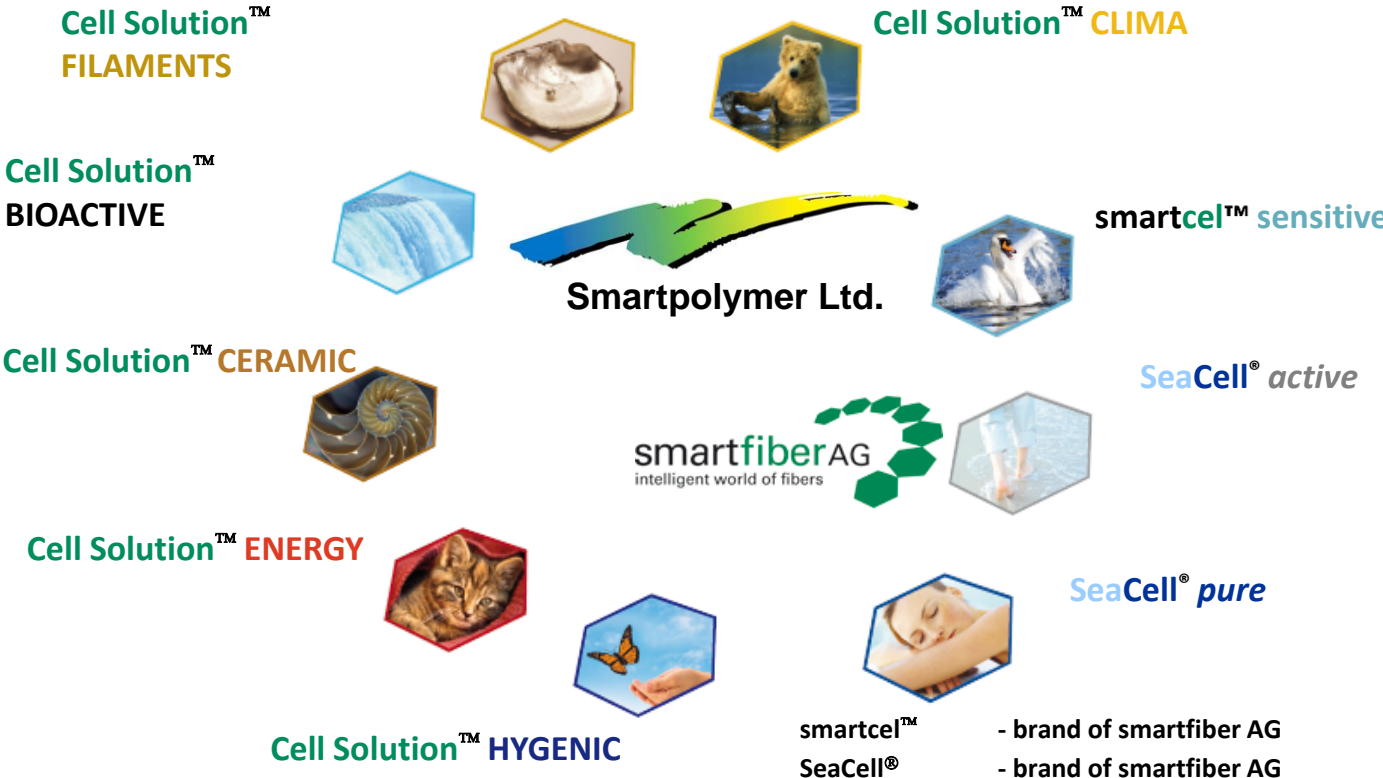 Cell Solution™
FILAMENTS
Cell Solution™ CLIMA
Cell Solution™
BIOACTIVE
smartcel™ sensitive
Smartpolymer Ltd.
Cell Solution™ CERAMIC
SeaCell® active
smartfiber AG
intelligent world of fibers
Cell Solution™ ENERGY
SeaCell® pure
Cell Solution™ HYGENIC
smartcel™ - brand of smartfiber AG
SeaCell® - brand of smartfiber AG